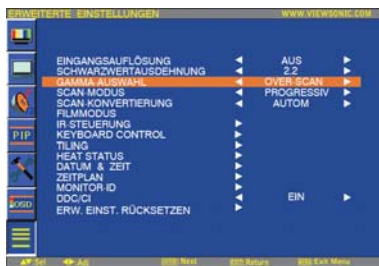 ERWEITERTE EINSTELLUNGEN WWW.VIEWSONIC.COM
EINGANGSAUFLÖSUNG
SCHWARZWERTAUSDEHNUNG AUS
GAMMA-AUSWAHL 2.2
SCAN-MODUS OVER-SCAN
SCAN-KONVERTIERUNG PROGRESSIV
FILMMODUS AUTOM
IR-STEUERUNG
KEYBOARD CONTROL
TILING
HEAT STATUS
DATUM & ZEIT
ZEITPLAN
MONITOR-ID
DDC/CI EIN
ERW. EINST. RÜCKSETZEN
PIP
OSD
Sel Adj Next Return Exit Menu